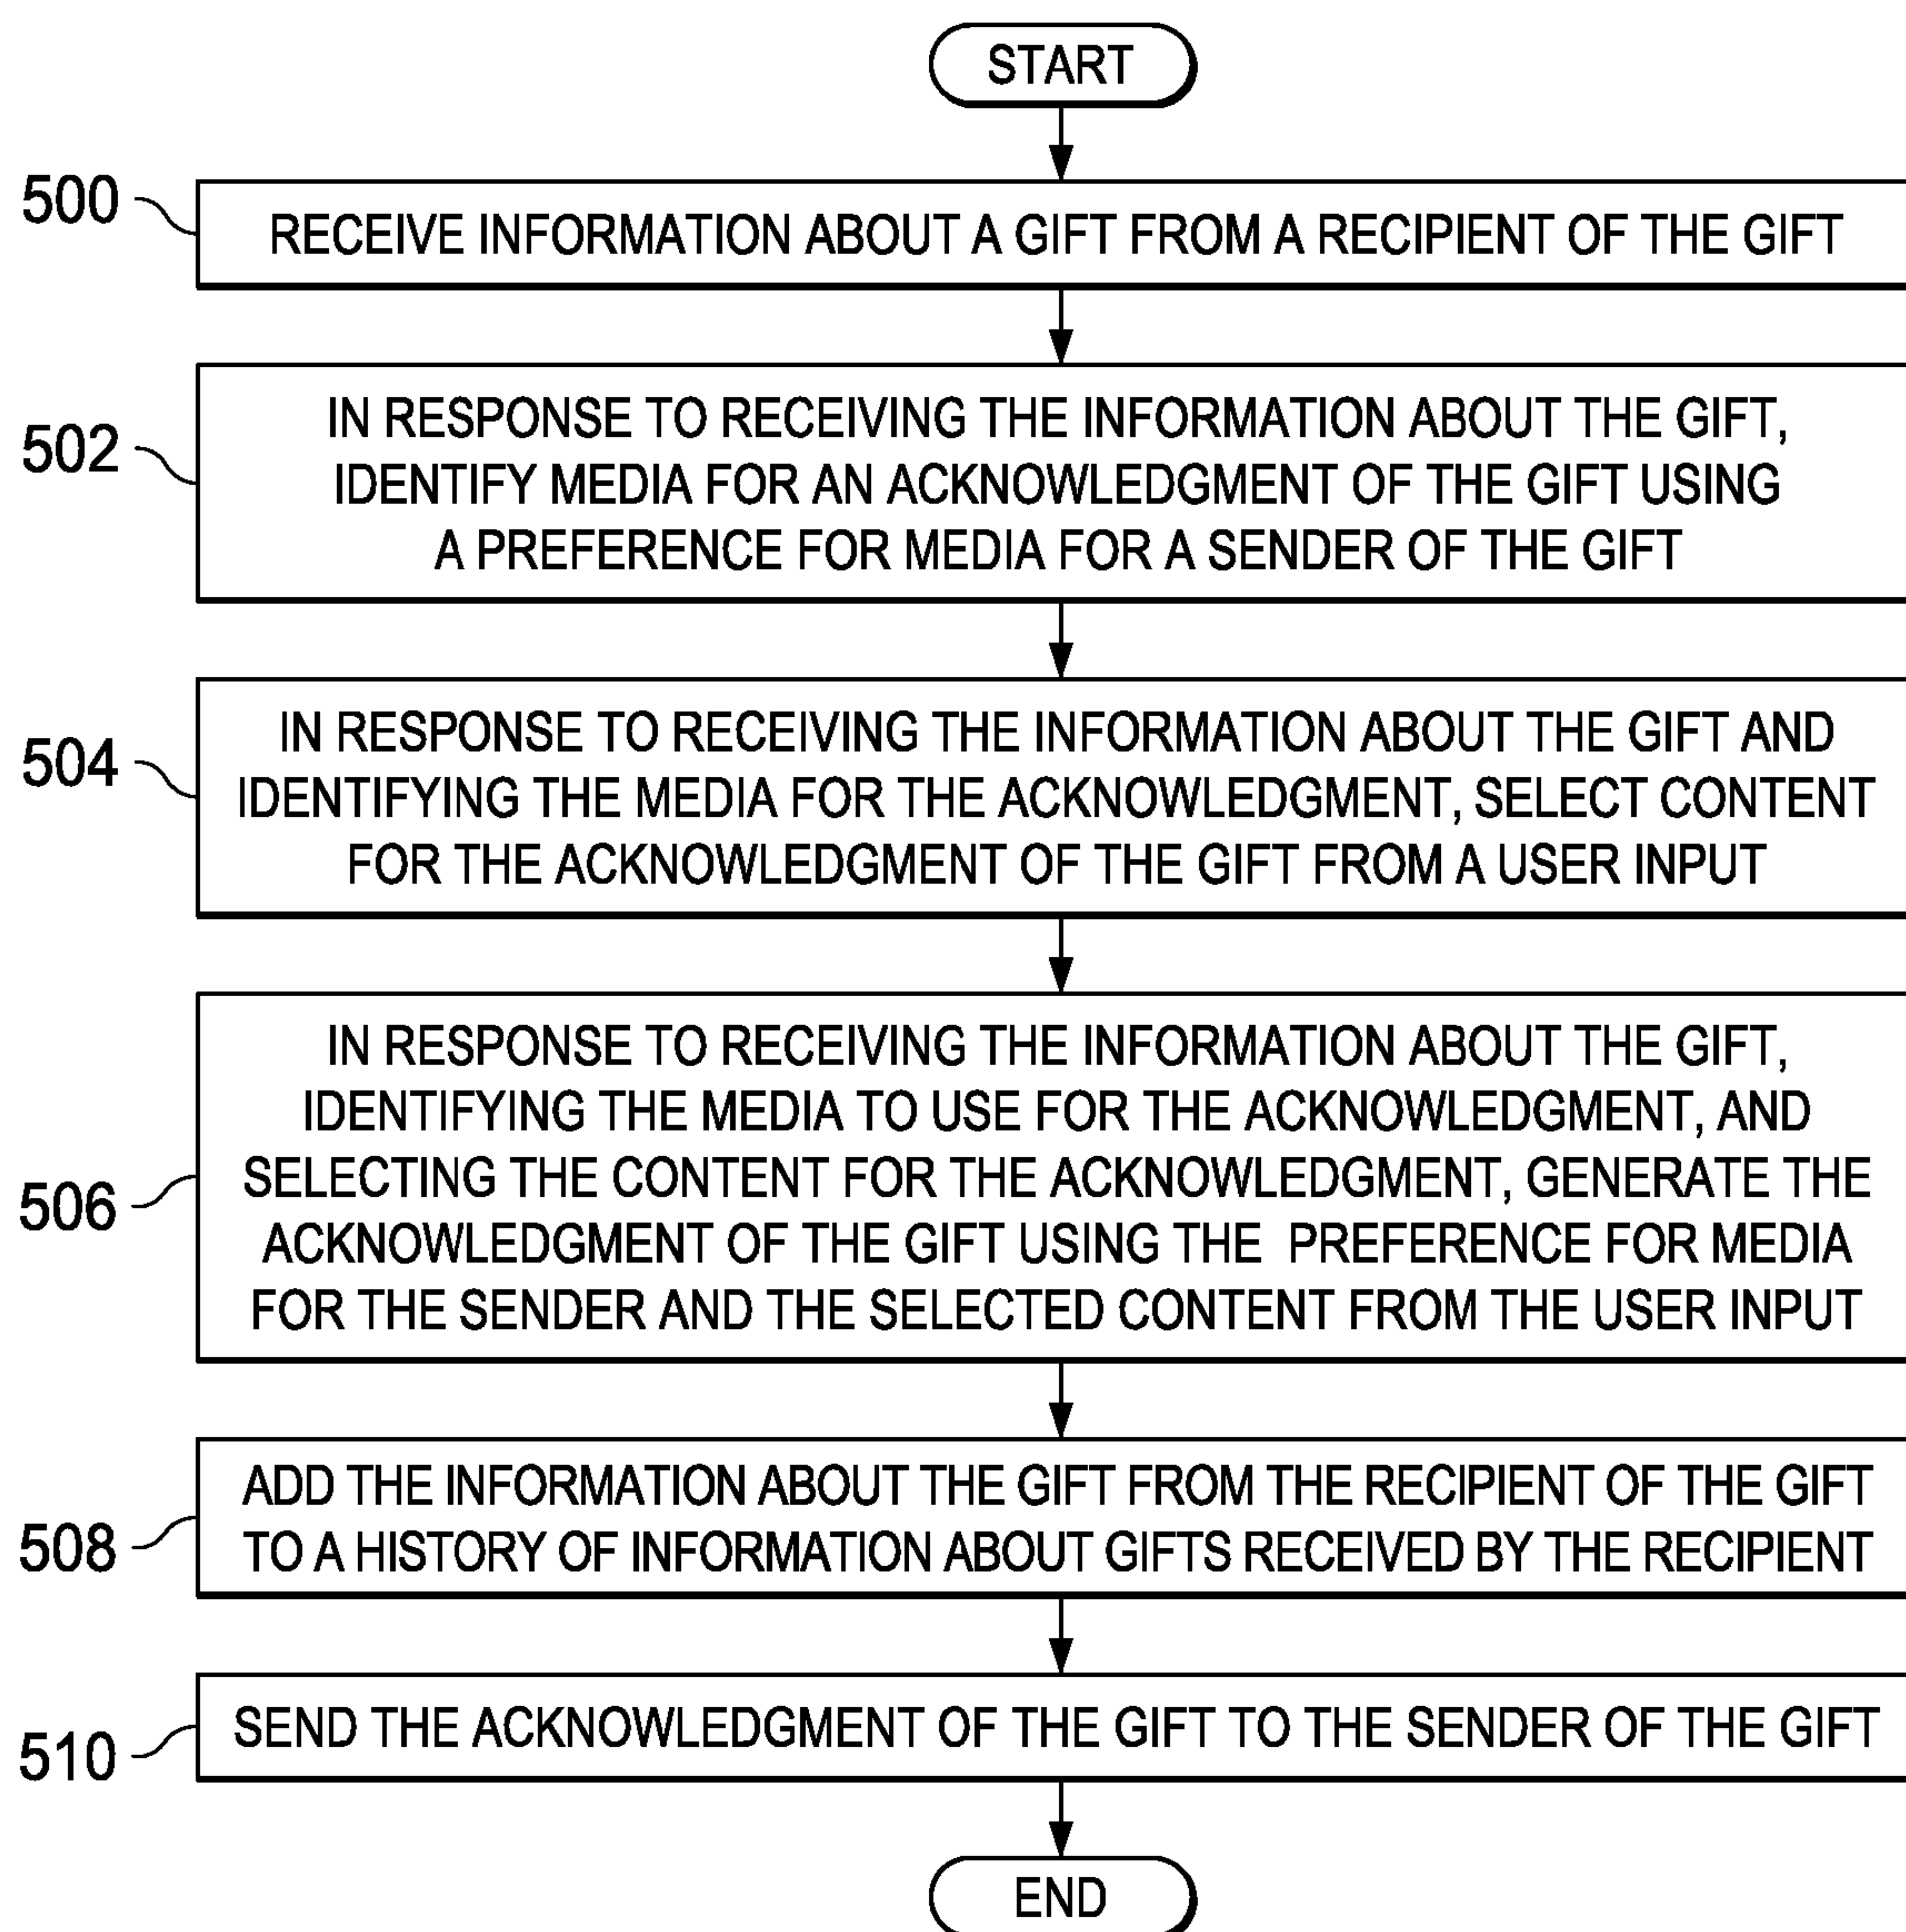 START
500
RECEIVE INFORMATION ABOUT A GIFT FROM A RECIPIENT OF THE GIFT
502
IN RESPONSE TO RECEIVING THE INFORMATION ABOUT THE GIFT,
IDENTIFY MEDIA FOR AN ACKNOWLEDGMENT OF THE GIFT USING
A PREFERENCE FOR MEDIA FOR A SENDER OF THE GIFT
504
IN RESPONSE TO RECEIVING THE INFORMATION ABOUT THE GIFT AND
IDENTIFYING THE MEDIA FOR THE ACKNOWLEDGMENT, SELECT CONTENT
FOR THE ACKNOWLEDGMENT OF THE GIFT FROM A USER INPUT
506
IN RESPONSE TO RECEIVING THE INFORMATION ABOUT THE GIFT,
IDENTIFYING THE MEDIA TO USE FOR THE ACKNOWLEDGMENT, AND
SELECTING THE CONTENT FOR THE ACKNOWLEDGMENT, GENERATE THE
ACKNOWLEDGMENT OF THE GIFT USING THE PREFERENCE FOR MEDIA
FOR THE SENDER AND THE SELECTED CONTENT FROM THE USER INPUT
508
ADD THE INFORMATION ABOUT THE GIFT FROM THE RECIPIENT OF THE GIFT
TO A HISTORY OF INFORMATION ABOUT GIFTS RECEIVED BY THE RECIPIENT
510
SEND THE ACKNOWLEDGMENT OF THE GIFT TO THE SENDER OF THE GIFT
END